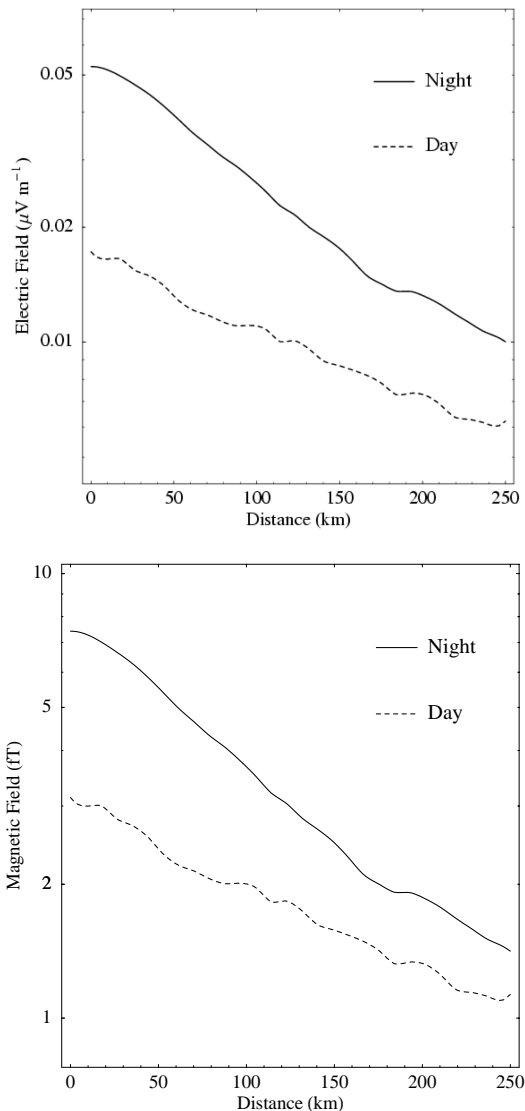 0.05
Night
Day
0.02
Electric Field (μV m⁻¹)
0.01
0 50 100 150 200 250
Distance (km)
10
Night
5
Day
Magnetic Field (fT)
2
1
0 50 100 150 200 250
Distance (km)